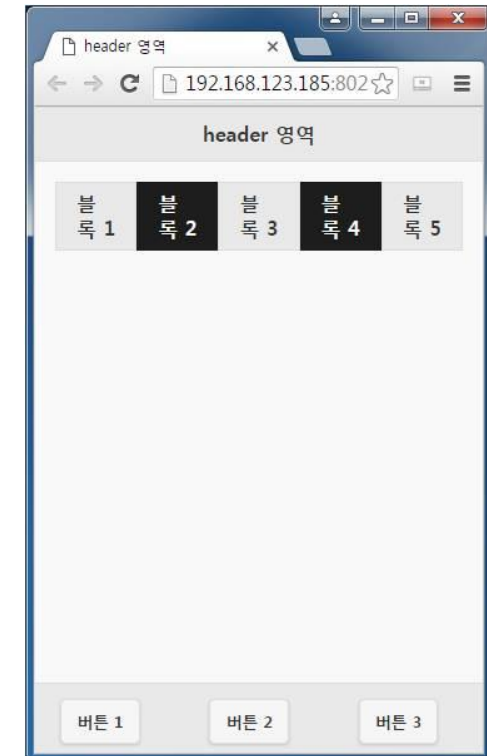 header 영역
192.168.123.185:802
header 영역
블
록 1
블
록 2
블
록 3
블
록 4
블
록 5
버튼 1
버튼 2
버튼 3